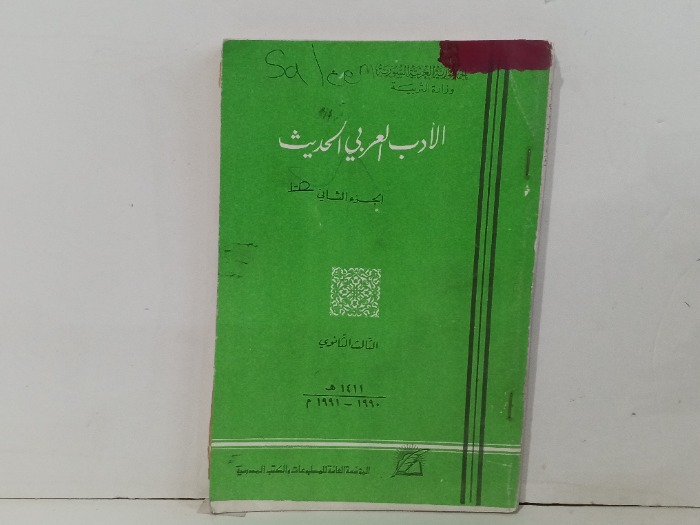 Saleem
الجمهورية العربية السورية
وزارة التربية
الأدب العربي الحديث
الجزء الثاني
الثالث الثانوي
١٤١١ هـ
١٩٩٠ - ١٩٩١ م
المؤسسة العامة للمطبوعات والكتب المدرسية